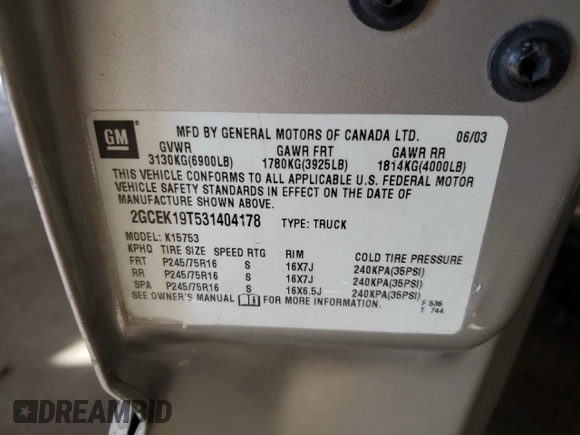 GM
MFD BY GENERAL MOTORS OF CANADA LTD. 06/03
GVWR GAWR FRT GAWR RR
3130KG(6900LB) 1780KG(3925LB) 1814KG(4000LB)
THIS VEHICLE CONFORMS TO ALL APPLICABLE U.S. FEDERAL MOTOR
VEHICLE SAFETY STANDARDS IN EFFECT ON THE DATE OF
MANUFACTURE SHOWN ABOVE.
2GCEK19T531404178 TYPE: TRUCK
MODEL: K15753
KPHQ TIRE SIZE SPEED RTG RIM COLD TIRE PRESSURE
FRT P245/75R16 S 16X7J 240KPA(35PSI)
RR P245/75R16 S 16X7J 240KPA(35PSI)
SPA P245/75R16 S 16X6.5J 240KPA(35PSI)
SEE OWNER'S MANUAL FOR MORE INFORMATION.
F 536
T 744
DREAMBID